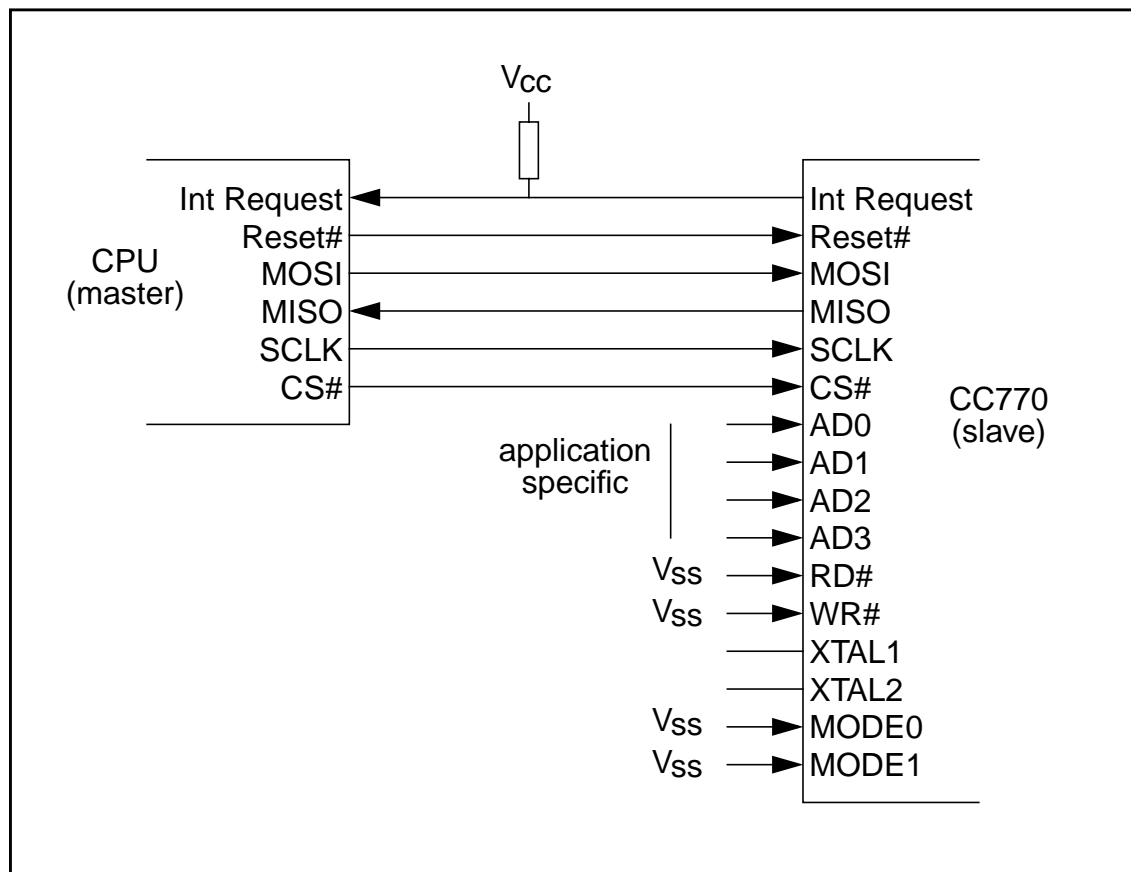 VCC
Int Request
Reset#
MOSI
MISO
SCLK
CS#
CPU
(master)
Int Request
Reset#
MOSI
MISO
SCLK
CS#
AD0
AD1
AD2
AD3
RD#
WR#
XTAL1
XTAL2
MODE0
MODE1
CC770
(slave)
application
specific
VSS
VSS
VSS
VSS